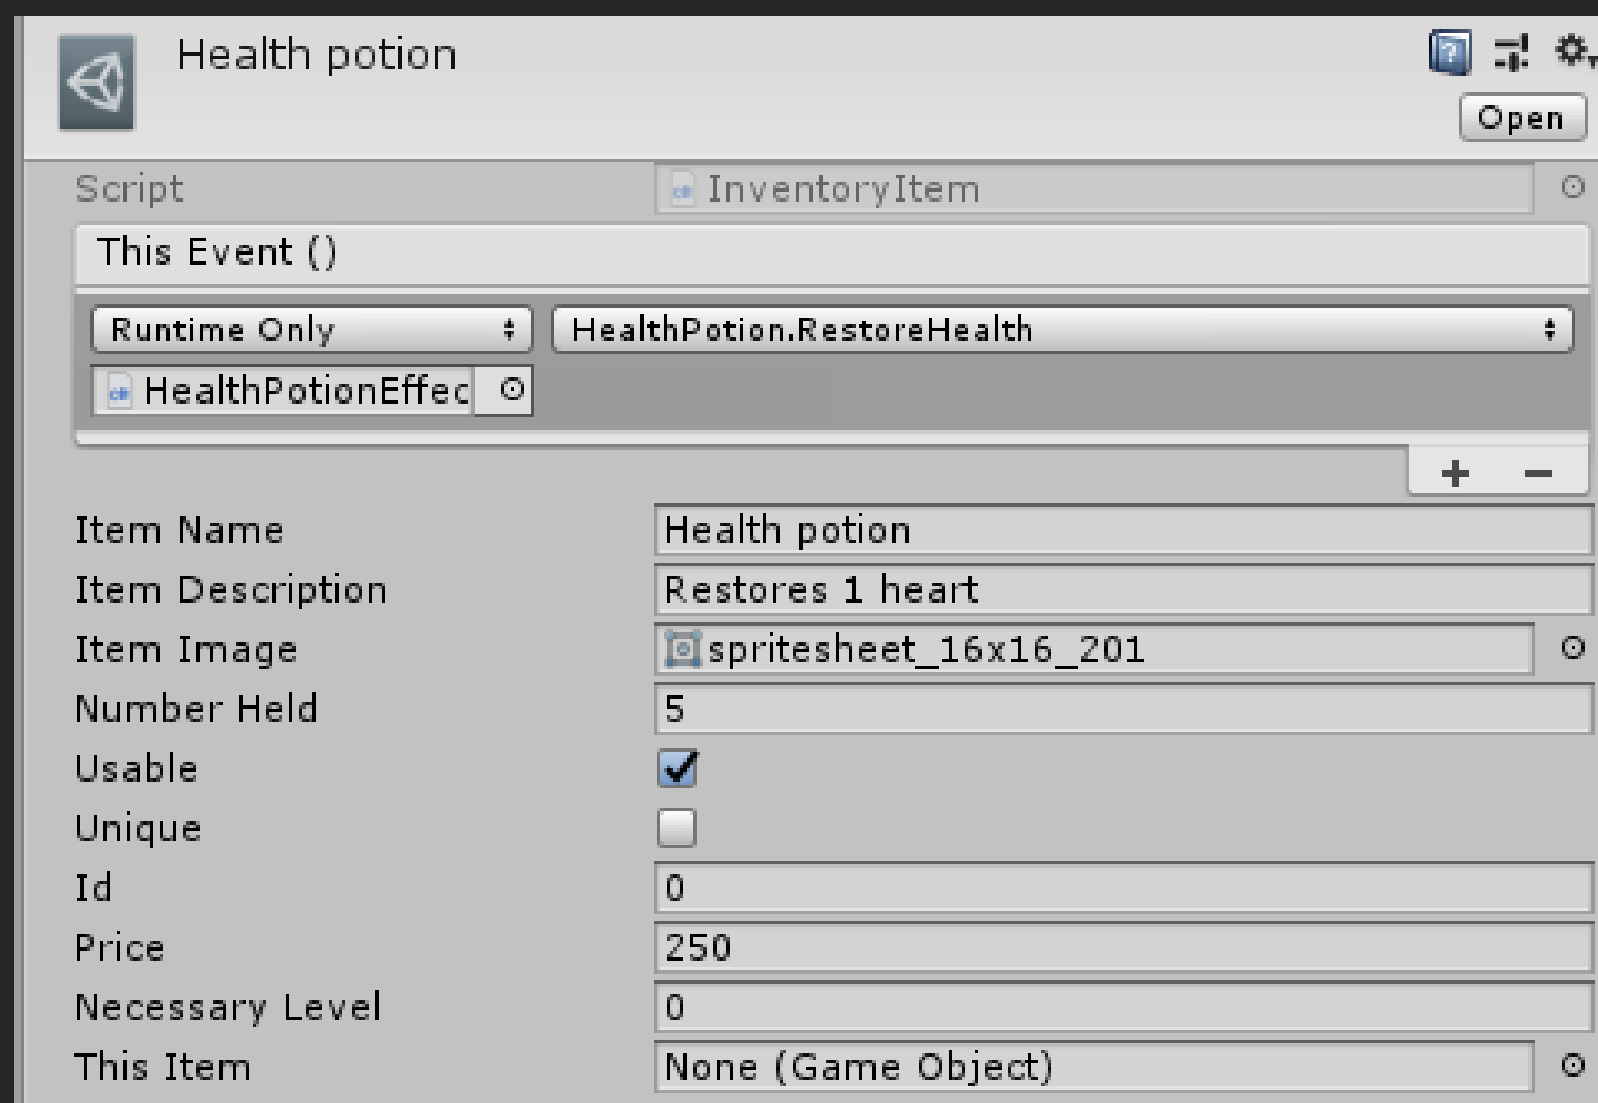 Health potion
Open
Script InventoryItem
This Event ()
Runtime Only HealthPotion.RestoreHealth
HealthPotionEffec
+ −
Item Name Health potion
Item Description Restores 1 heart
Item Image spritesheet_16x16_201
Number Held 5
Usable
Unique
Id 0
Price 250
Necessary Level 0
This Item None (Game Object)